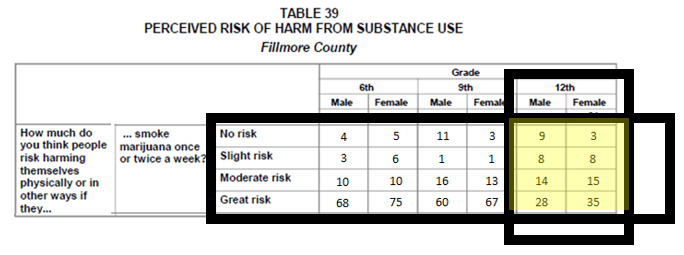 TABLE 39
PERCEIVED RISK OF HARM FROM SUBSTANCE USE
Fillmore County
Grade
6th 9th 12th
Male Female Male Female Male Female
How much do you think people risk harming themselves physically or in other ways if they...
... smoke marijuana once or twice a week?
No risk 4 5 11 3 9 3
Slight risk 3 6 1 1 8 8
Moderate risk 10 10 16 13 14 15
Great risk 68 75 60 67 28 35